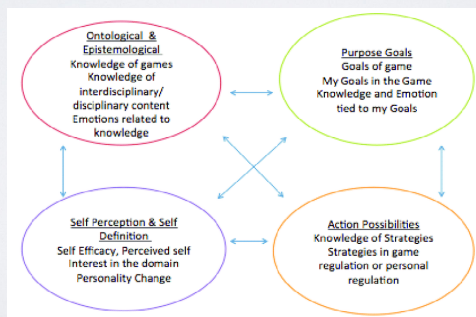 Ontological &
Epistemological
Knowledge of games
Knowledge of
interdisciplinary/
disciplinary content
Emotions related to
knowledge
Purpose Goals
Goals of game
My Goals in the Game
Knowledge and Emotion
tied to my Goals
Self Perception & Self
Definition
Self Efficacy, Perceived self
Interest in the domain
Personality Change
Action Possibilities
Knowledge of Strategies
Strategies in game
regulation or personal
regulation